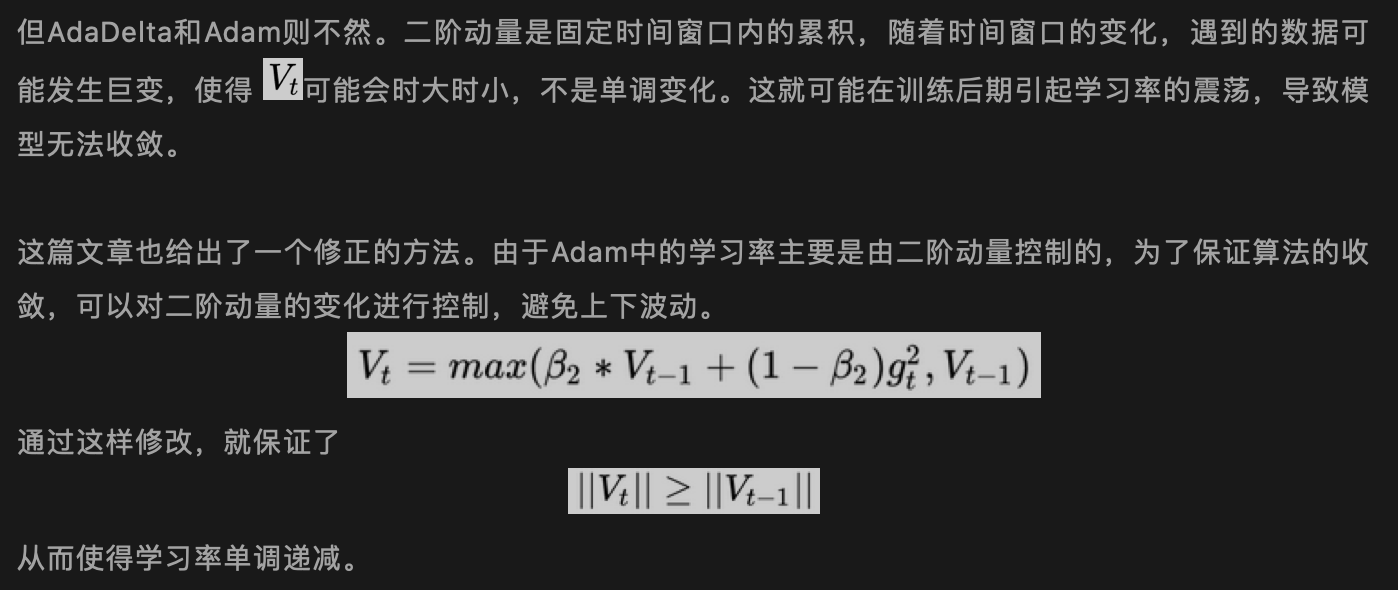 但AdaDelta和Adam则不然。二阶动量是固定时间窗口内的累积，随着时间窗口的变化，遇到的数据可
能发生巨变，使得 V_t 可能会时大时小，不是单调变化。这就可能在训练后期引起学习率的震荡，导致模
型无法收敛。
这篇文章也给出了一个修正的方法。由于Adam中的学习率主要是由二阶动量控制的，为了保证算法的收
敛，可以对二阶动量的变化进行控制，避免上下波动。
V_t = max(β_2 * V_{t-1} + (1 - β_2)g_t^2, V_{t-1})
通过这样修改，就保证了
||V_t|| ≥ ||V_{t-1}||
从而使得学习率单调递减。